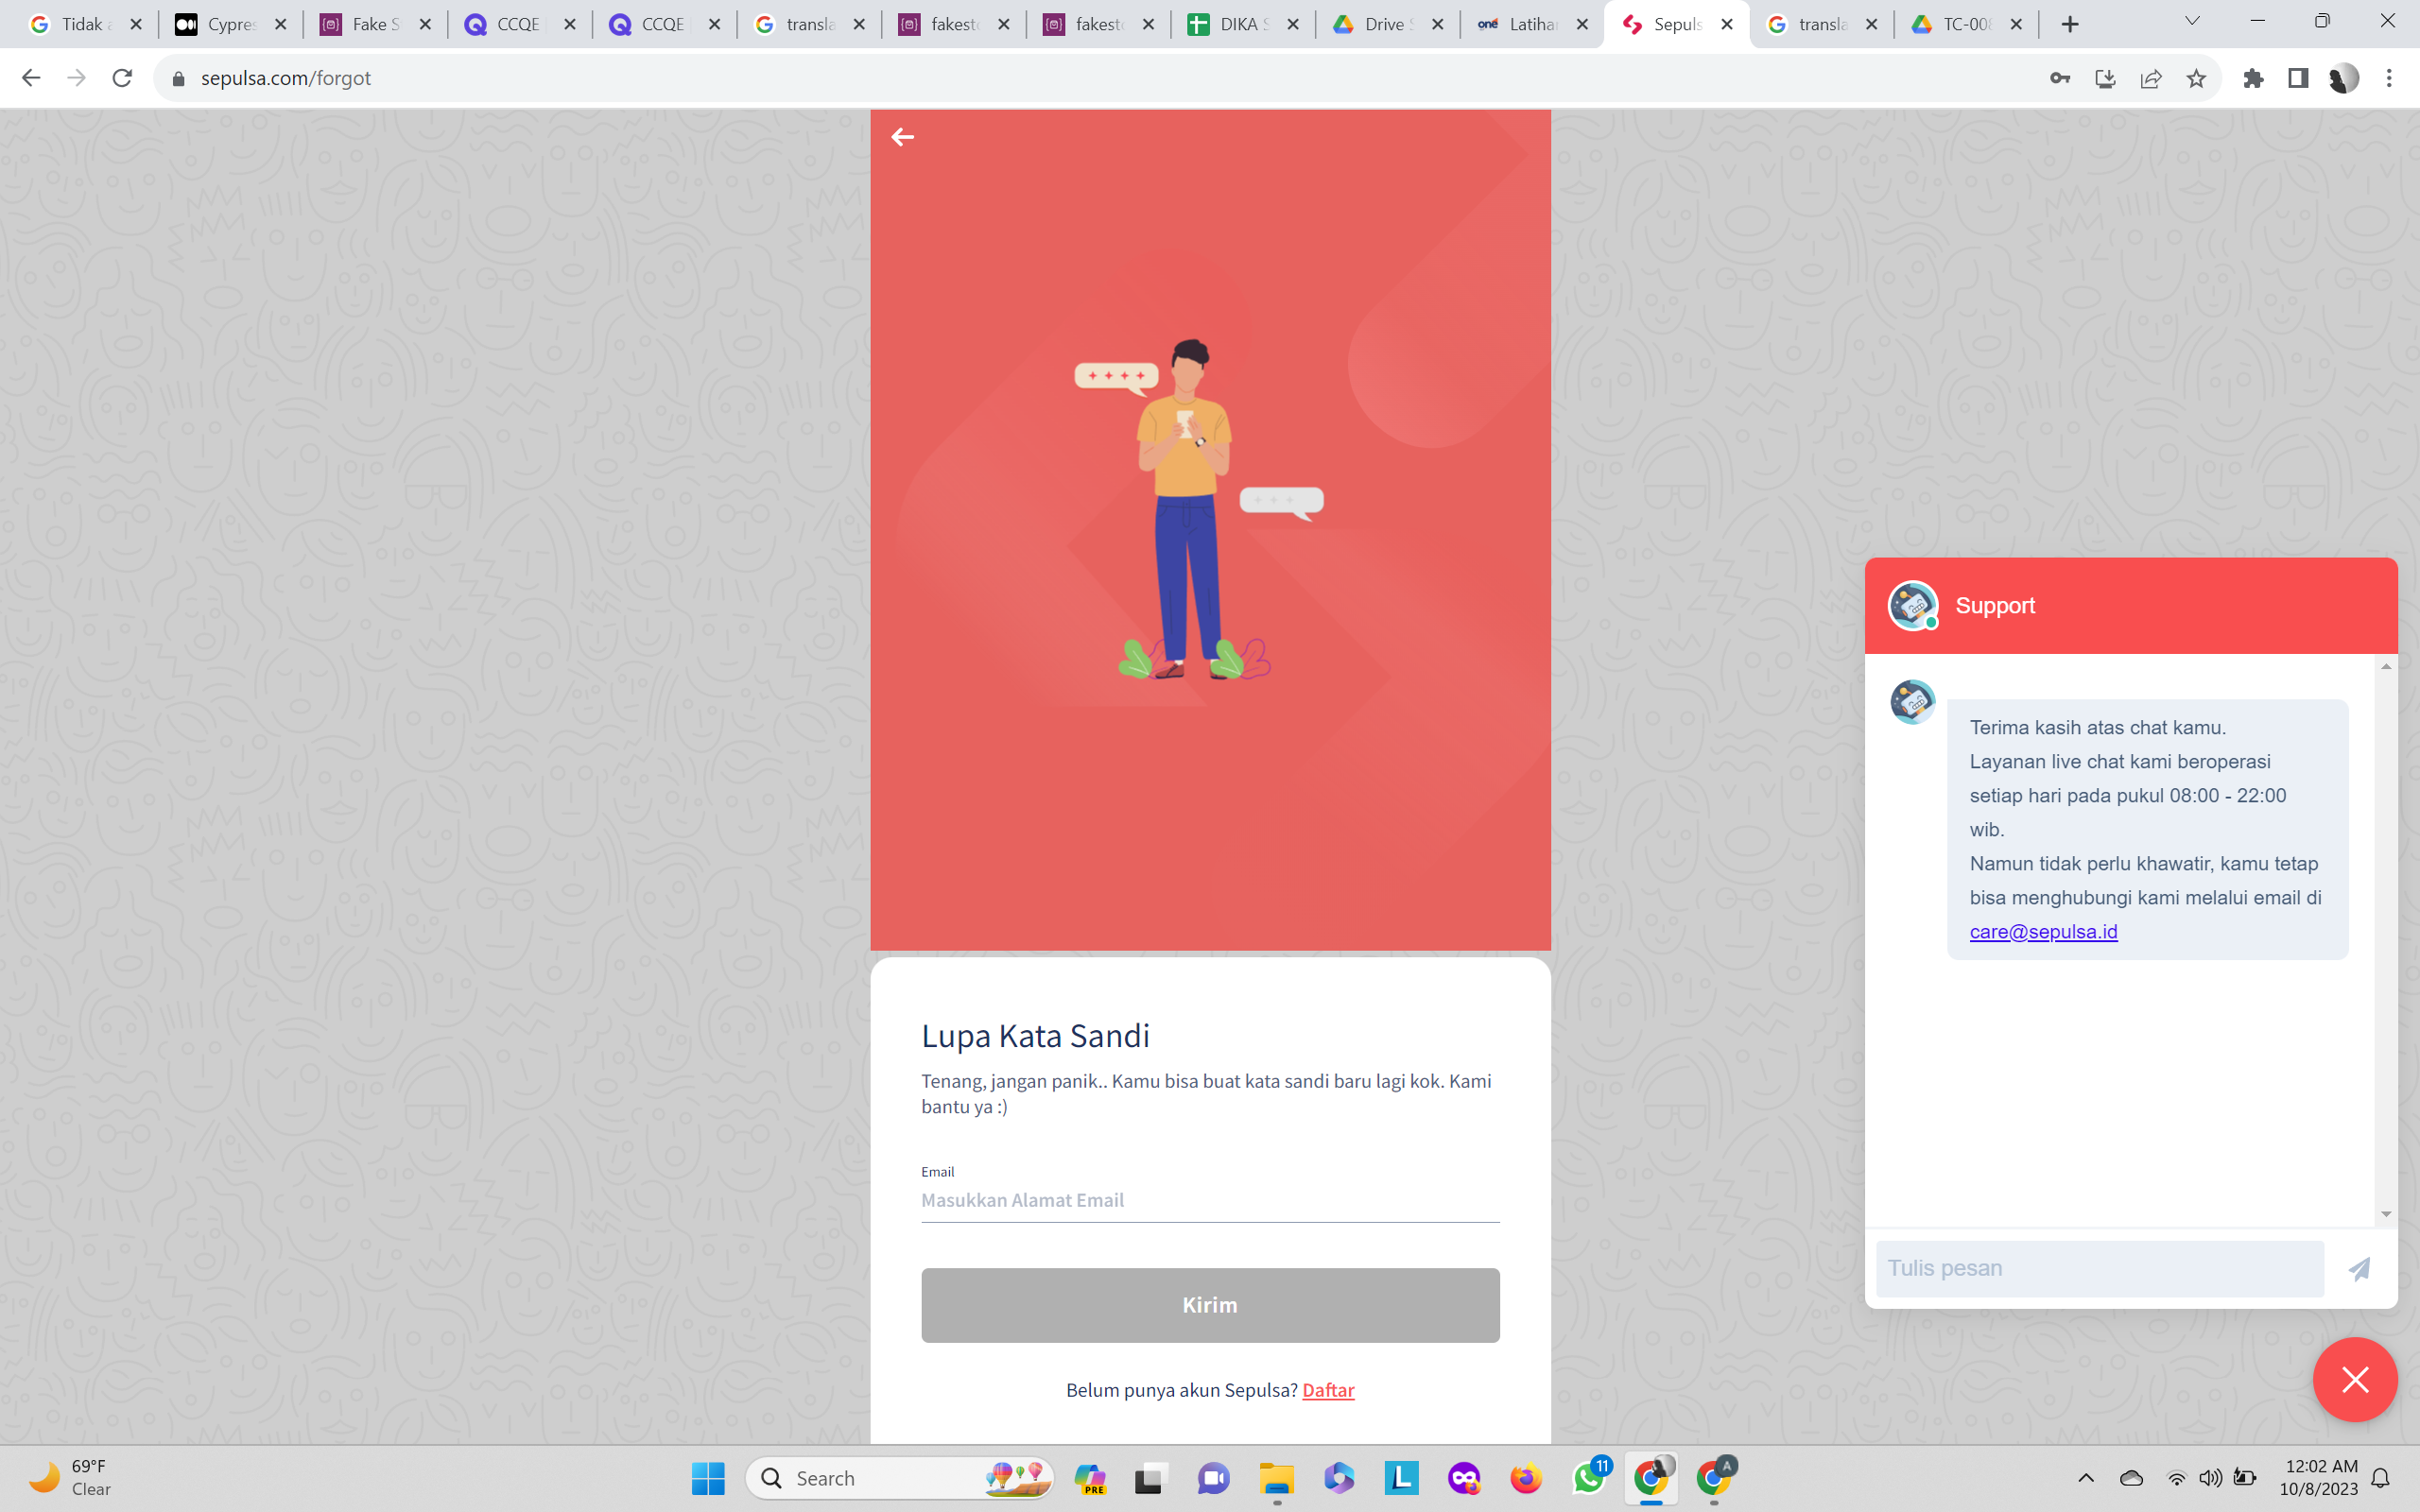 Tidak
Cypres
Fake S
CCQE
CCQE
transla
fakesto
fakesto
DIKA S
Drive S
Latihan
Sepuls
transla
TC-008
sepulsa.com/forgot
Support
Terima kasih atas chat kamu.
Layanan live chat kami beroperasi
setiap hari pada pukul 08:00 - 22:00
wib.
Namun tidak perlu khawatir, kamu tetap
bisa menghubungi kami melalui email di
care@sepulsa.id
Lupa Kata Sandi
Tenang, jangan panik.. Kamu bisa buat kata sandi baru lagi kok. Kami
bantu ya :)
Email
Masukkan Alamat Email
Kirim
Belum punya akun Sepulsa? Daftar
Tulis pesan
69°F
Clear
Search
PRE
11
A
12:02 AM
10/8/2023